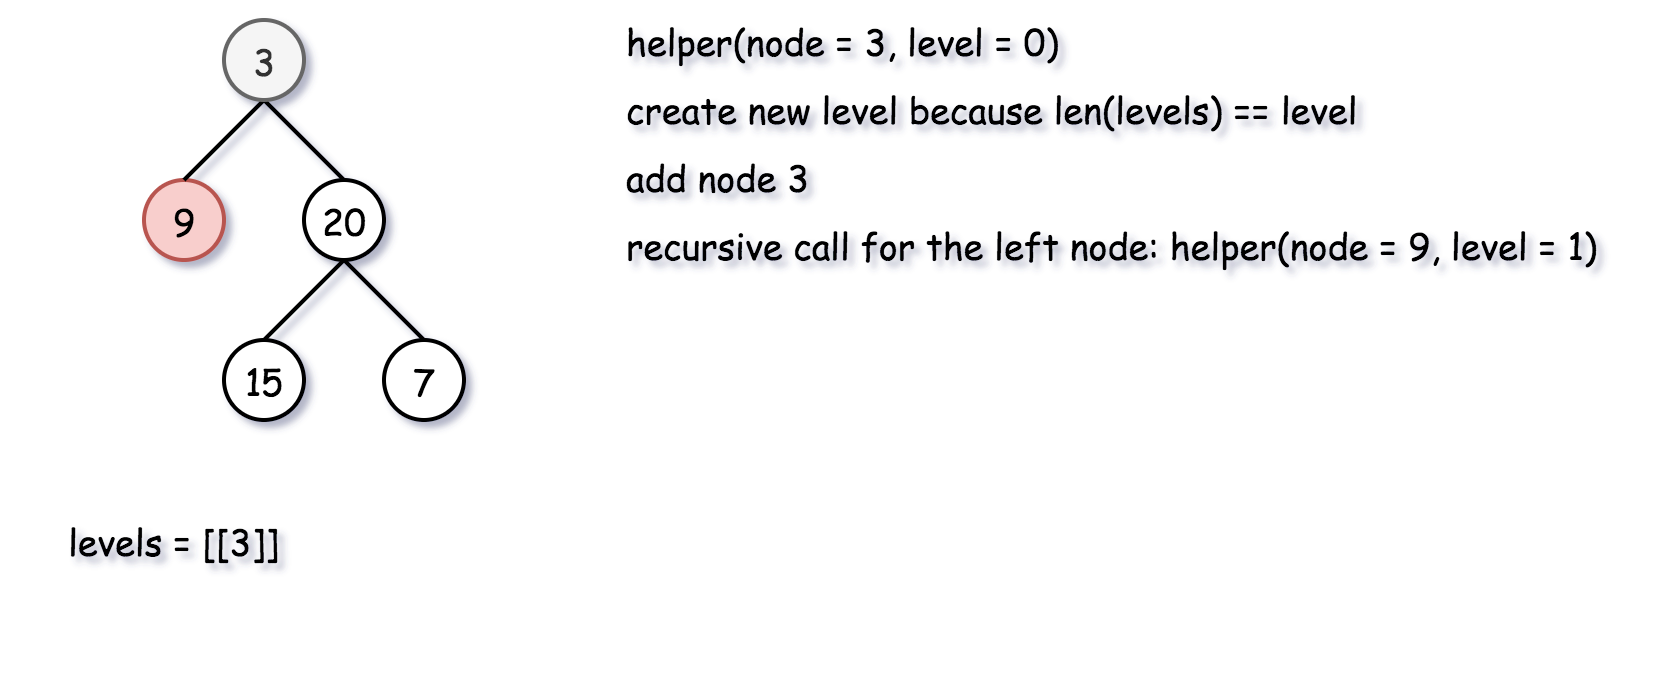 3
helper(node = 3, level = 0)
create new level because len(levels) == level
add node 3
9
20
recursive call for the left node: helper(node = 9, level = 1)
15
7
levels = [[3]]